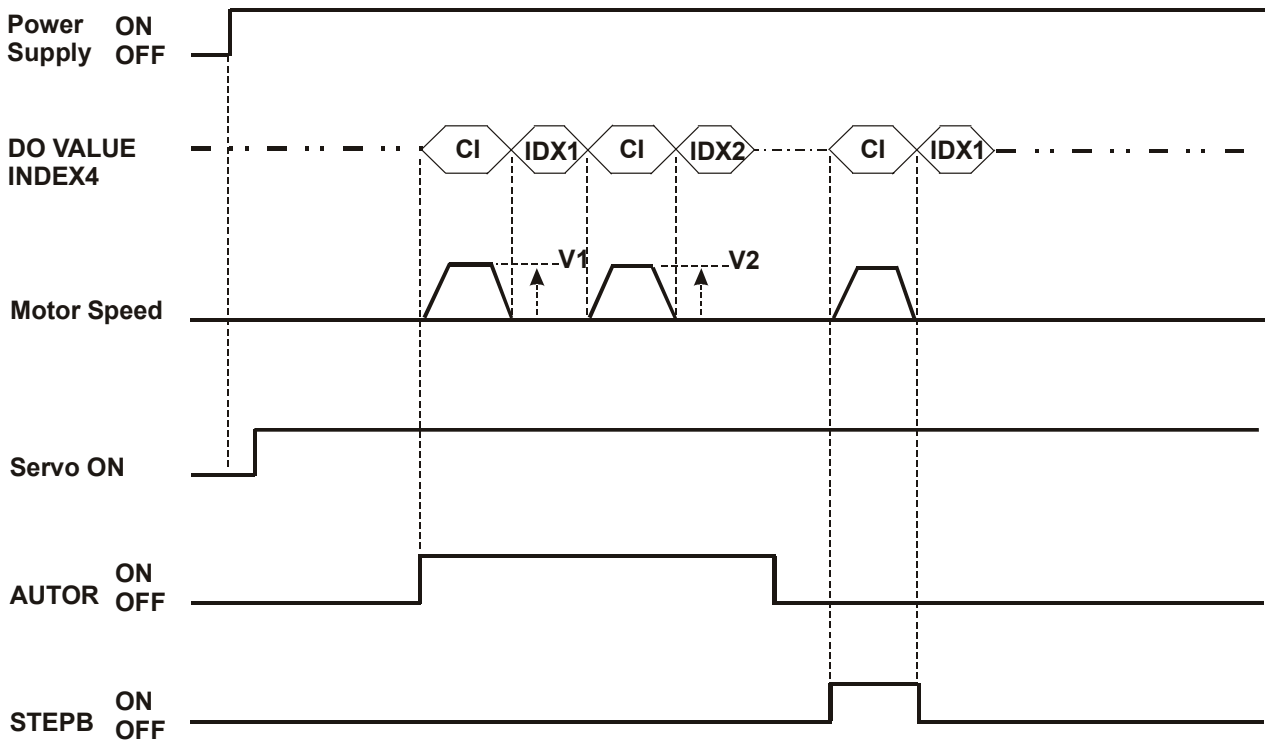 Power ON
Supply OFF
DO VALUE
INDEX4
CI IDX1 CI IDX2 CI IDX1
V1 V2
Motor Speed
Servo ON
ON
AUTOR OFF
ON
STEPB OFF